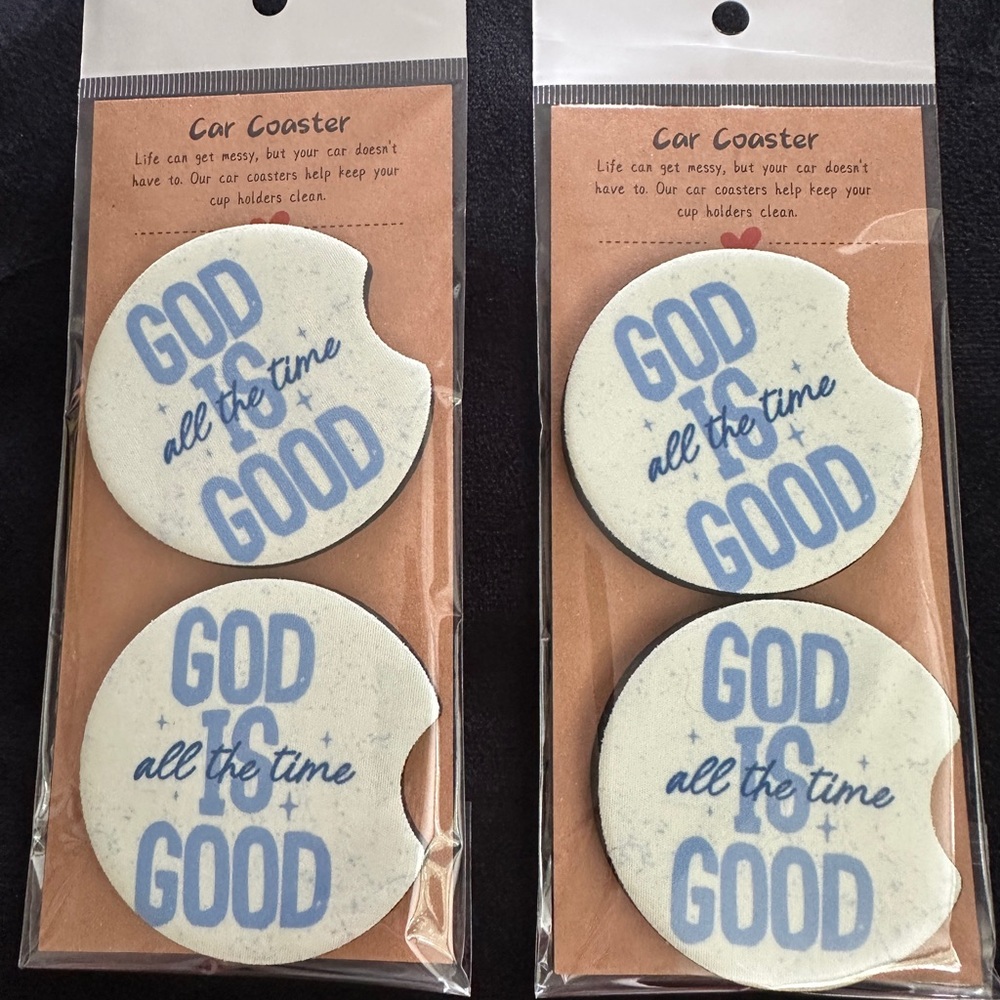 Car Coaster
Life can get messy, but your car doesn't
have to. Our car coasters help keep your
cup holders clean.
GOD
IS
all the time
GOOD
GOD
IS
all the time
GOOD
Car Coaster
Life can get messy, but your car doesn't
have to. Our car coasters help keep your
cup holders clean.
GOD
IS
all the time
GOOD
GOD
IS
all the time
GOOD